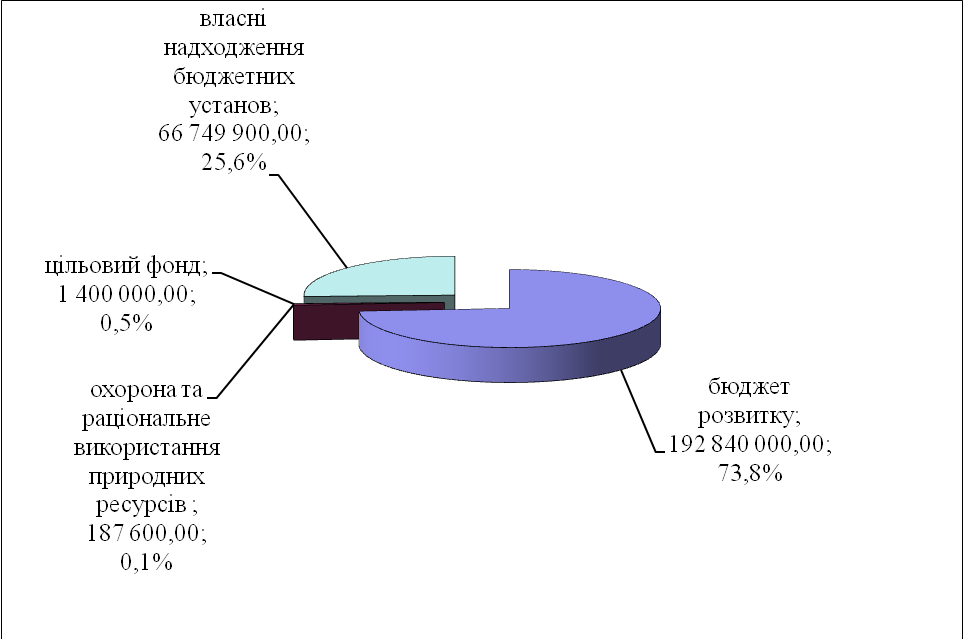 власні
надходження
бюджетних
установ;
66 749 900,00;
25,6%
цільовий фонд;
1 400 000,00;
0,5%
охорона та
раціональне
використання
природних
ресурсів ;
187 600,00;
0,1%
бюджет
розвитку;
192 840 000,00;
73,8%